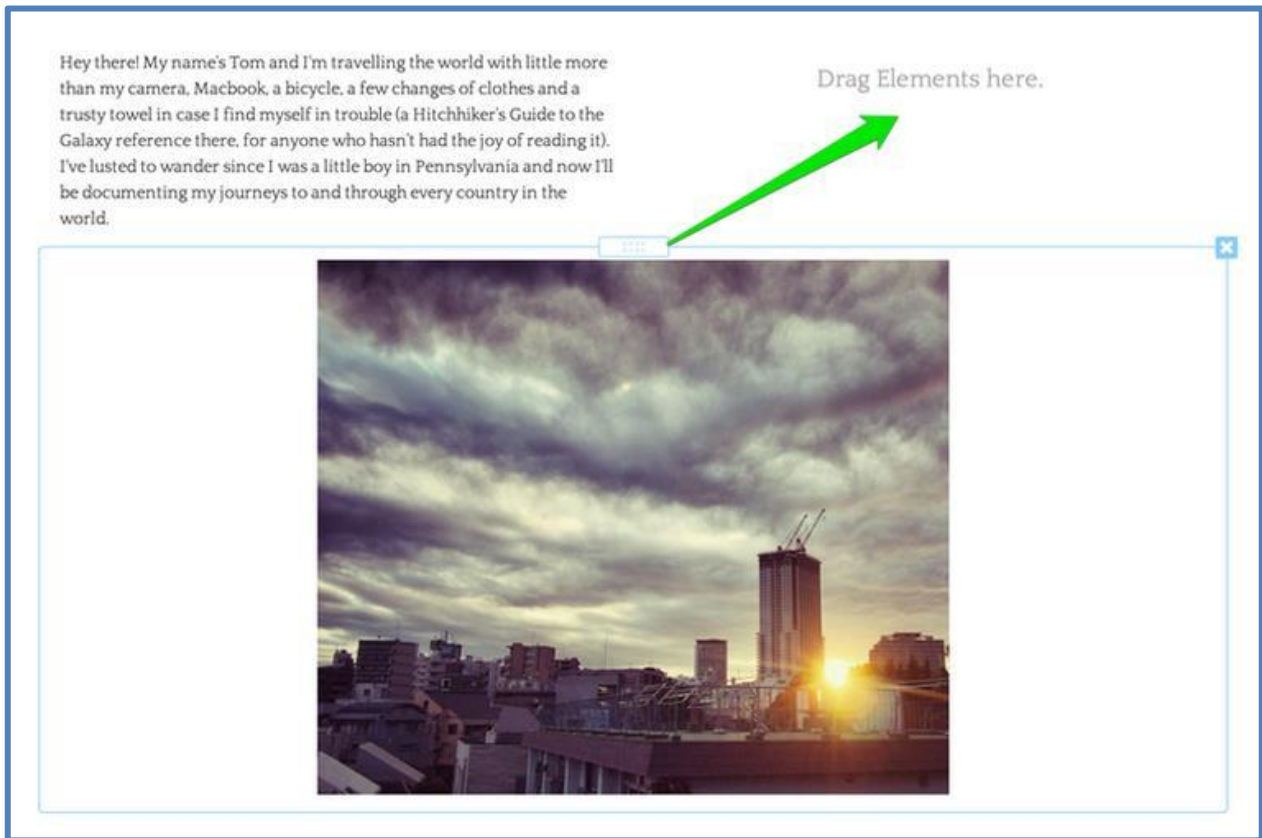 Hey there! My name's Tom and I'm travelling the world with little more
than my camera, Macbook, a bicycle, a few changes of clothes and a
trusty towel in case I find myself in trouble (a Hitchhiker's Guide to the
Galaxy reference there, for anyone who hasn't had the joy of reading it).
I've lusted to wander since I was a little boy in Pennsylvania and now I'll
be documenting my journeys to and through every country in the
world.
Drag Elements here.